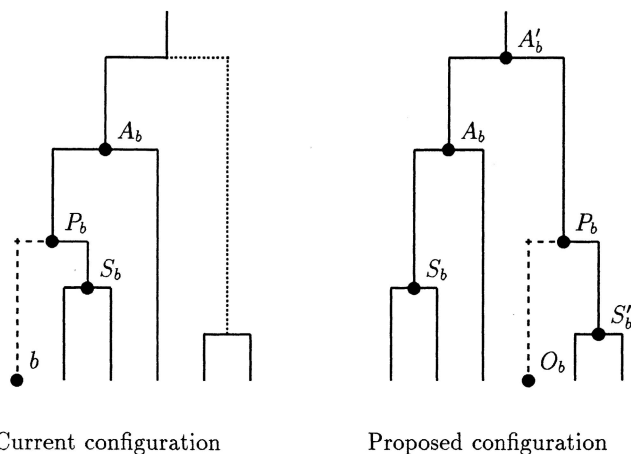 A'_b
A_b
A_b
P_b
P_b
S_b
S_b
S'_b
b
O_b
Current configuration
Proposed configuration